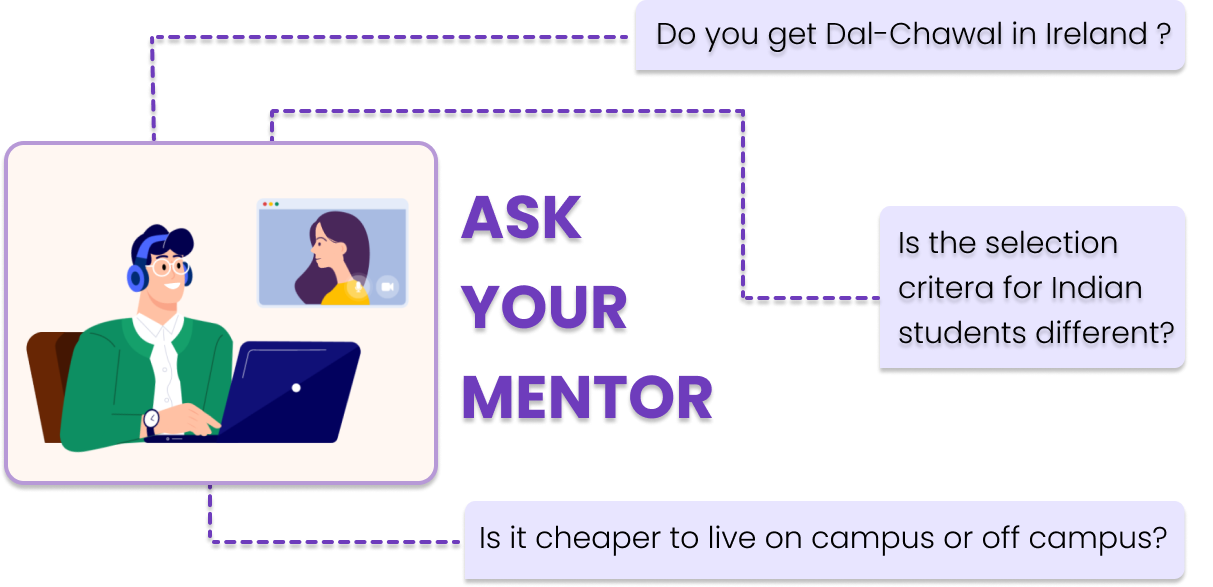 Do you get Dal-Chawal in Ireland ?
ASK
YOUR
MENTOR
Is the selection
critera for Indian
students different?
Is it cheaper to live on campus or off campus?